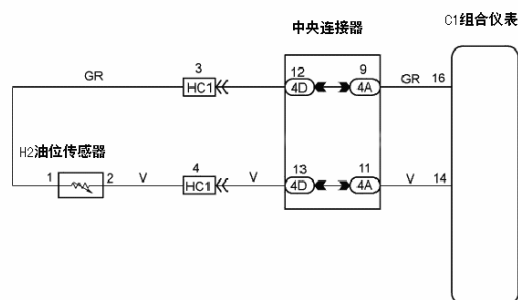 C1组合仪表
中央连接器
GR 3 HC1 12 4D 9 4A GR 16
H2油位传感器
1 2 V 4 HC1 V 13 4D 11 4A V 14